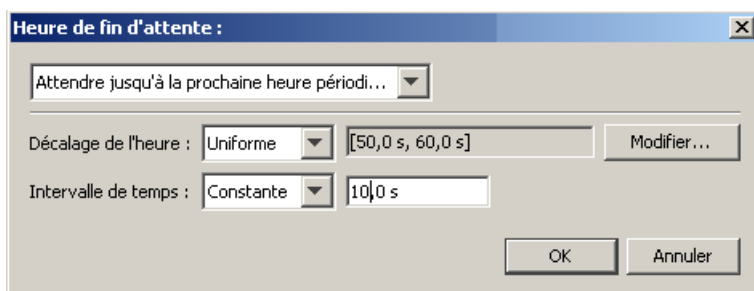 Heure de fin d'attente :
Attendre jusqu'à la prochaine heure périodi...
Décalage de l'heure : Uniforme [50,0 s, 60,0 s] Modifier...
Intervalle de temps : Constante 10,0 s
OK Annuler